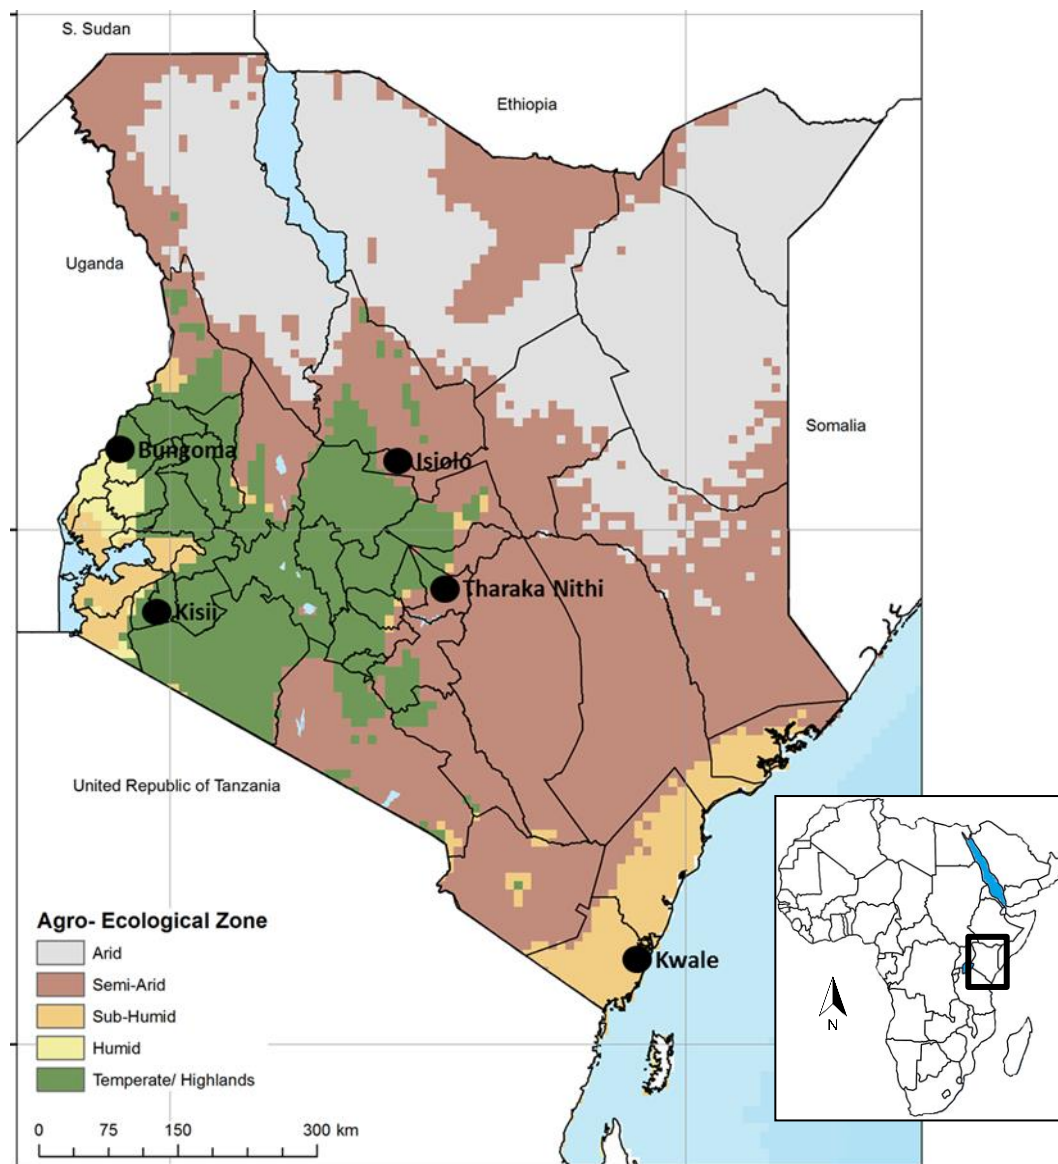 S. Sudan
Ethiopia
Uganda
Somalia
Bungoma
Isiolo
Tharaka Nithi
Kisii
United Republic of Tanzania
Kwale
Agro- Ecological Zone
Arid
Semi-Arid
Sub-Humid
Humid
Temperate/ Highlands
0 75 150 300 km
N